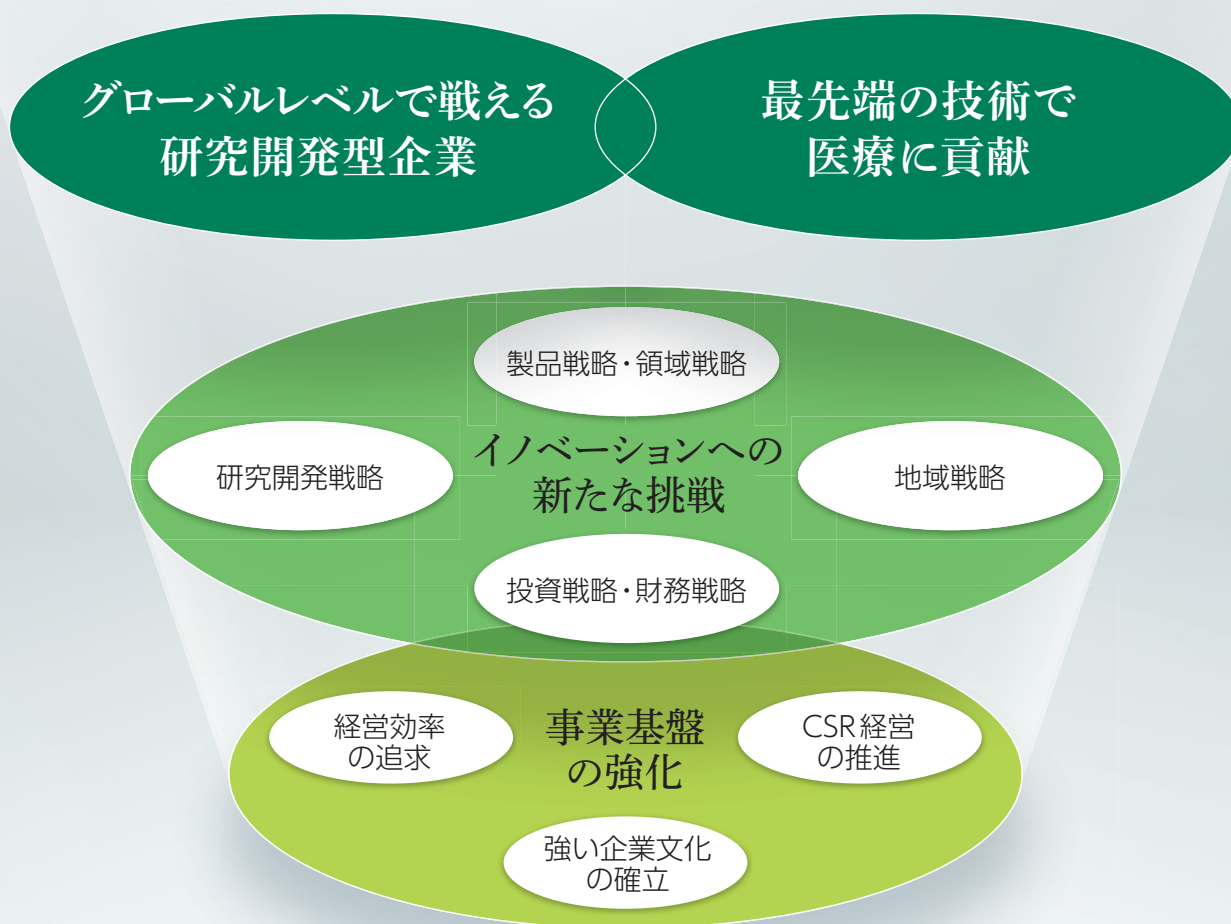 グローバルレベルで戦える
研究開発型企業
最先端の技術で
医療に貢献
製品戦略・領域戦略
研究開発戦略
イノベーションへの
新たな挑戦
地域戦略
投資戦略・財務戦略
経営効率
の追求
事業基盤
の強化
CSR経営
の推進
強い企業文化
の確立